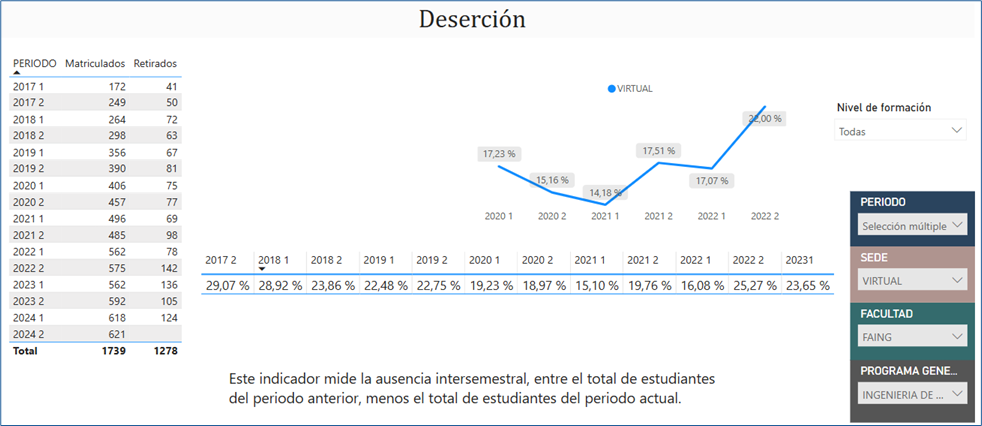 Deserción
PERIODO Matriculados Retirados
2017 1 172 41
2017 2 249 50
2018 1 264 72
2018 2 298 63
2019 1 356 67
2019 2 390 81
2020 1 406 75
2020 2 457 77
2021 1 496 69
2021 2 485 98
2022 1 562 78
2022 2 575 142
2023 1 562 136
2023 2 592 105
2024 1 618 124
2024 2 621
Total 1739 1278
VIRTUAL
17,23 %
15,16 %
14,18 %
17,51 %
17,07 %
22,00 %
2020 1 2020 2 2021 1 2021 2 2022 1 2022 2
2017 2 2018 1 2018 2 2019 1 2019 2 2020 1 2020 2 2021 1 2021 2 2022 1 2022 2 20231
29,07 % 28,92 % 23,86 % 22,48 % 22,75 % 19,23 % 18,97 % 15,10 % 19,76 % 16,08 % 25,27 % 23,65 %
Este indicador mide la ausencia intersemestral, entre el total de estudiantes
del periodo anterior, menos el total de estudiantes del periodo actual.
Nivel de formación
Todas
PERIODO
Selección múltiple
SEDE
VIRTUAL
FACULTAD
FAING
PROGRAMA GENE...
INGENIERIA DE ...